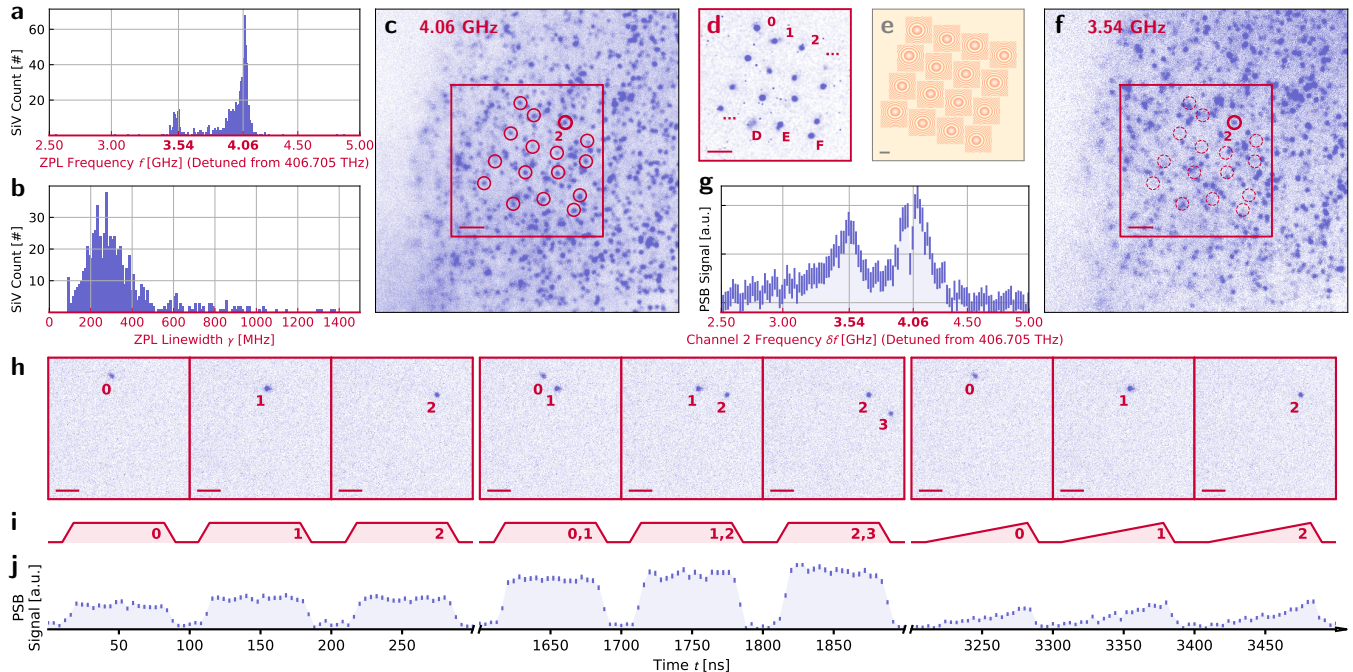 a
SiV Count [#]
60
40
20
2.50
3.00
3.54
4.06
4.50
5.00
ZPL Frequency f [GHz] (Detuned from 406.705 THz)
b
SiV Count [#]
30
20
10
0
200
400
600
800
1000
1200
1400
ZPL Linewidth γ [MHz]
c
4.06 GHz
2
d
0
1
2
...
...
D
E
F
e
f
3.54 GHz
2
g
PSB Signal [a.u.]
2.50
3.00
3.54
4.06
4.50
5.00
Channel 2 Frequency δf [GHz] (Detuned from 406.705 THz)
h
0
1
2
0
1
1
2
2
3
0
1
2
i
0
1
2
0,1
1,2
2,3
0
1
2
j
PSB
Signal [a.u.]
50
100
150
200
250
1650
1700
1750
1800
1850
3250
3300
3350
3400
3450
Time t [ns]